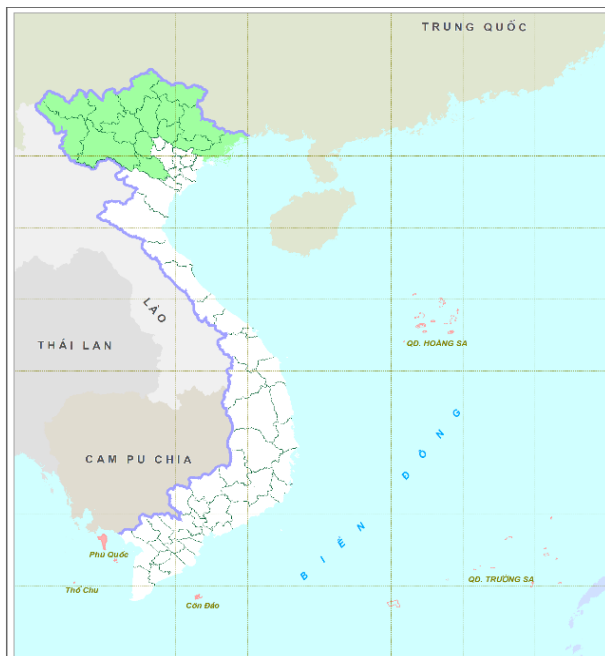 TRUNG QUỐC
LÀO
THÁI LAN
QĐ. HOÀNG SA
CAM PU CHIA
BIỂN ĐÔNG
Phú Quốc
Thổ Chu
Côn Đảo
QĐ. TRƯỜNG SA